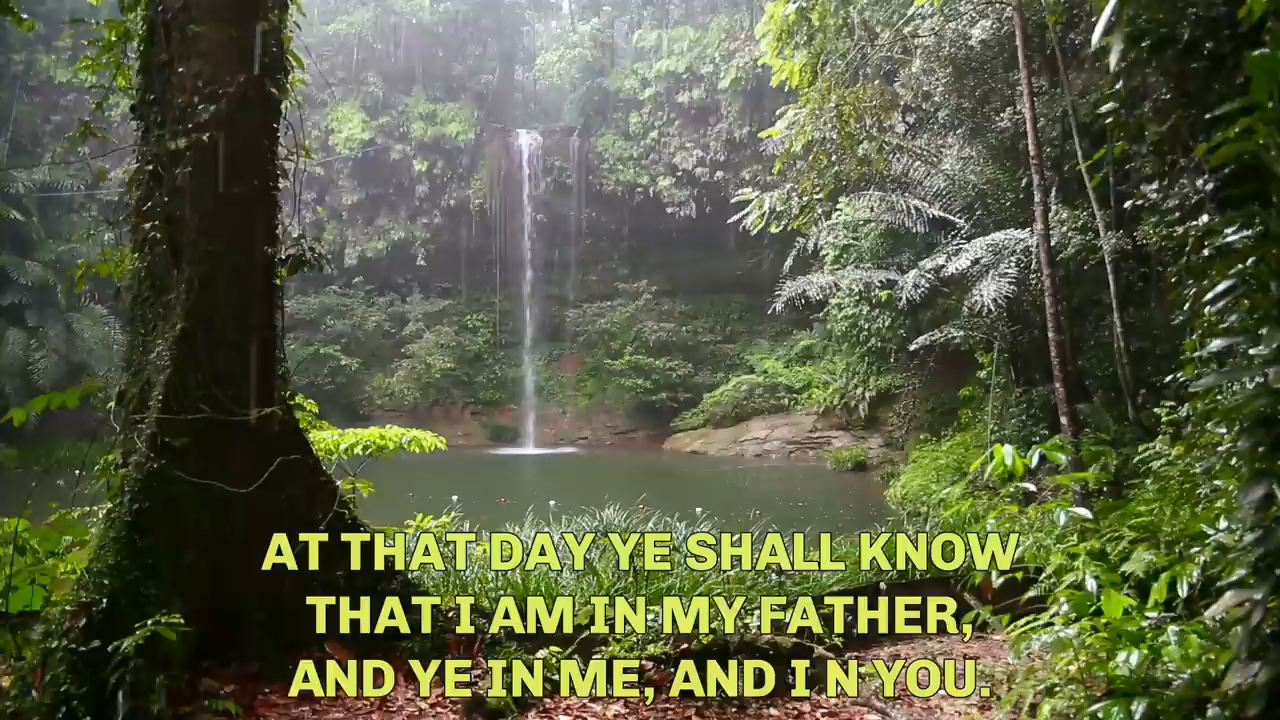 AT THAT DAY YE SHALL KNOW
THAT I AM IN MY FATHER,
AND YE IN ME, AND I N YOU.